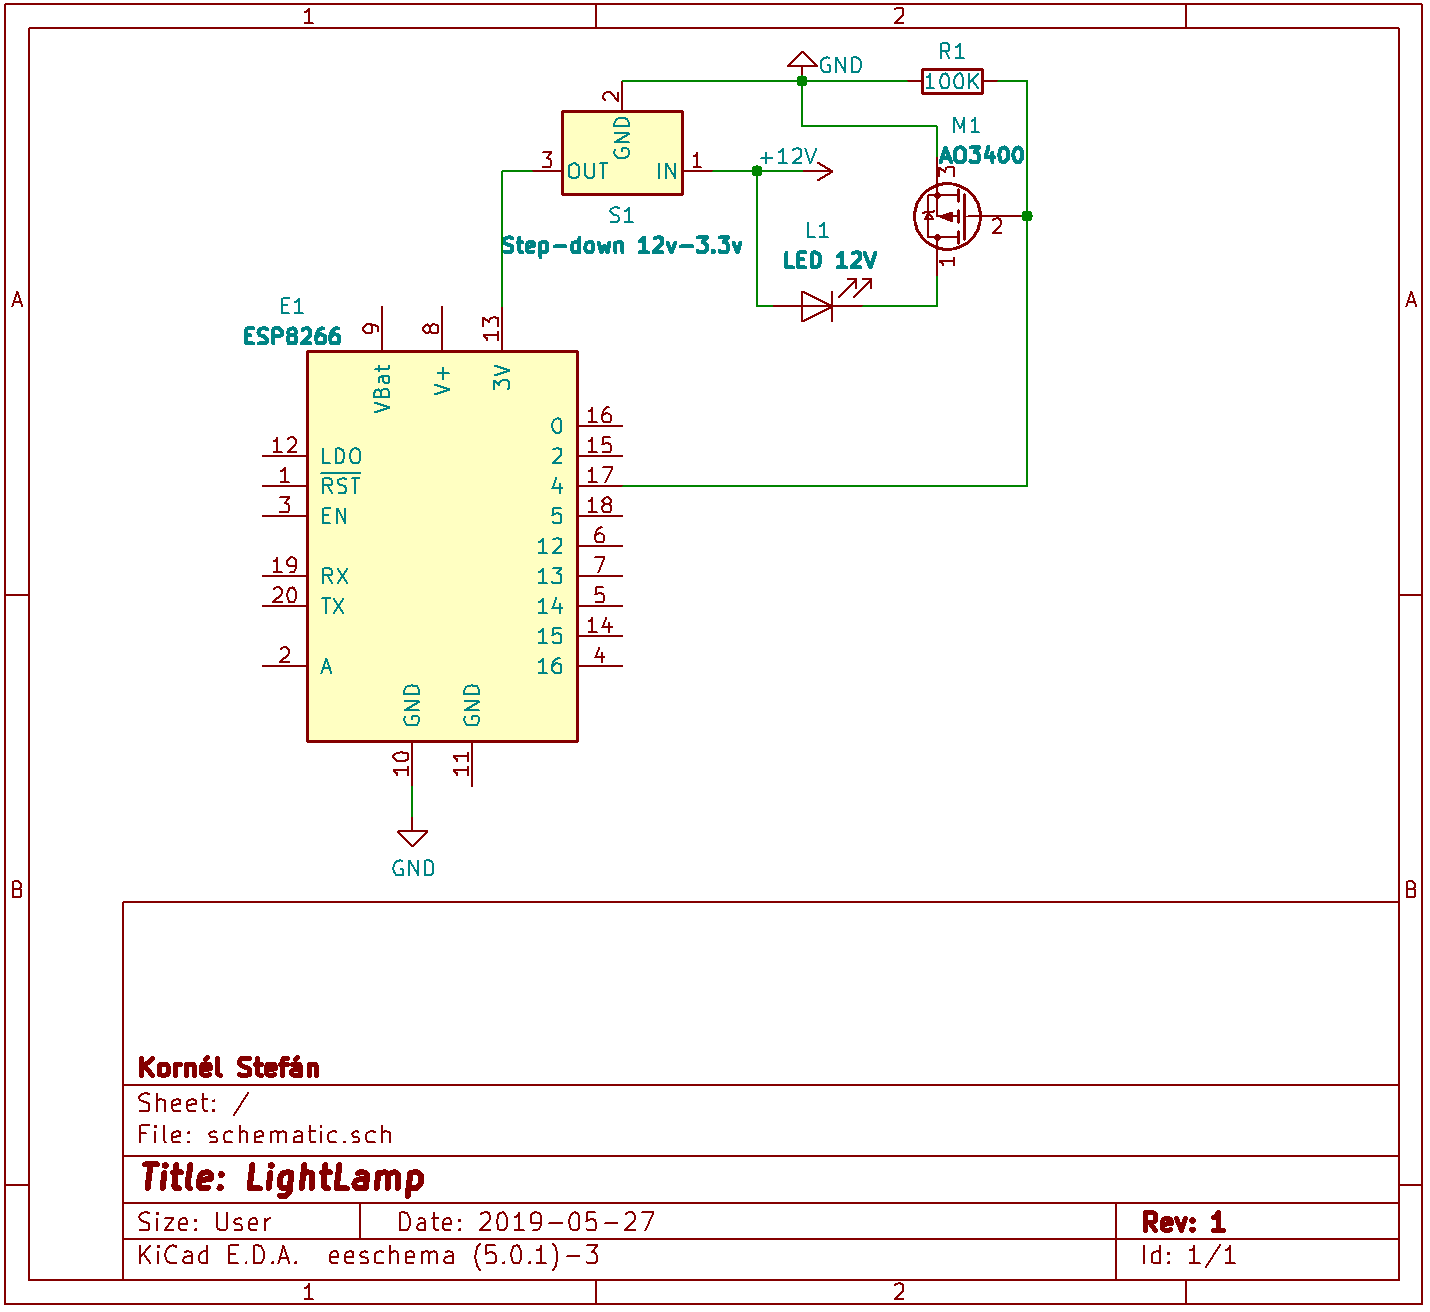 1 2
GND
R1
100K
2
GND
3 OUT IN 1
+12V
M1
AO3400
3
2
1
S1
Step-down 12v-3.3v
L1
LED 12V
E1
ESP8266
9 8 13
VBat V+ 3V
A A
0 16
12 LDO 2 15
1 RST 4 17
3 EN 5 18
12 6
19 RX 13 7
20 TX 14 5
15 14
2 A 16 4
GND GND
10 11
GND
B B
Kornél Stefán
Sheet: /
File: schematic.sch
Title: LightLamp
Size: User Date: 2019-05-27 Rev: 1
KiCad E.D.A. eeschema (5.0.1)-3 Id: 1/1
1 2